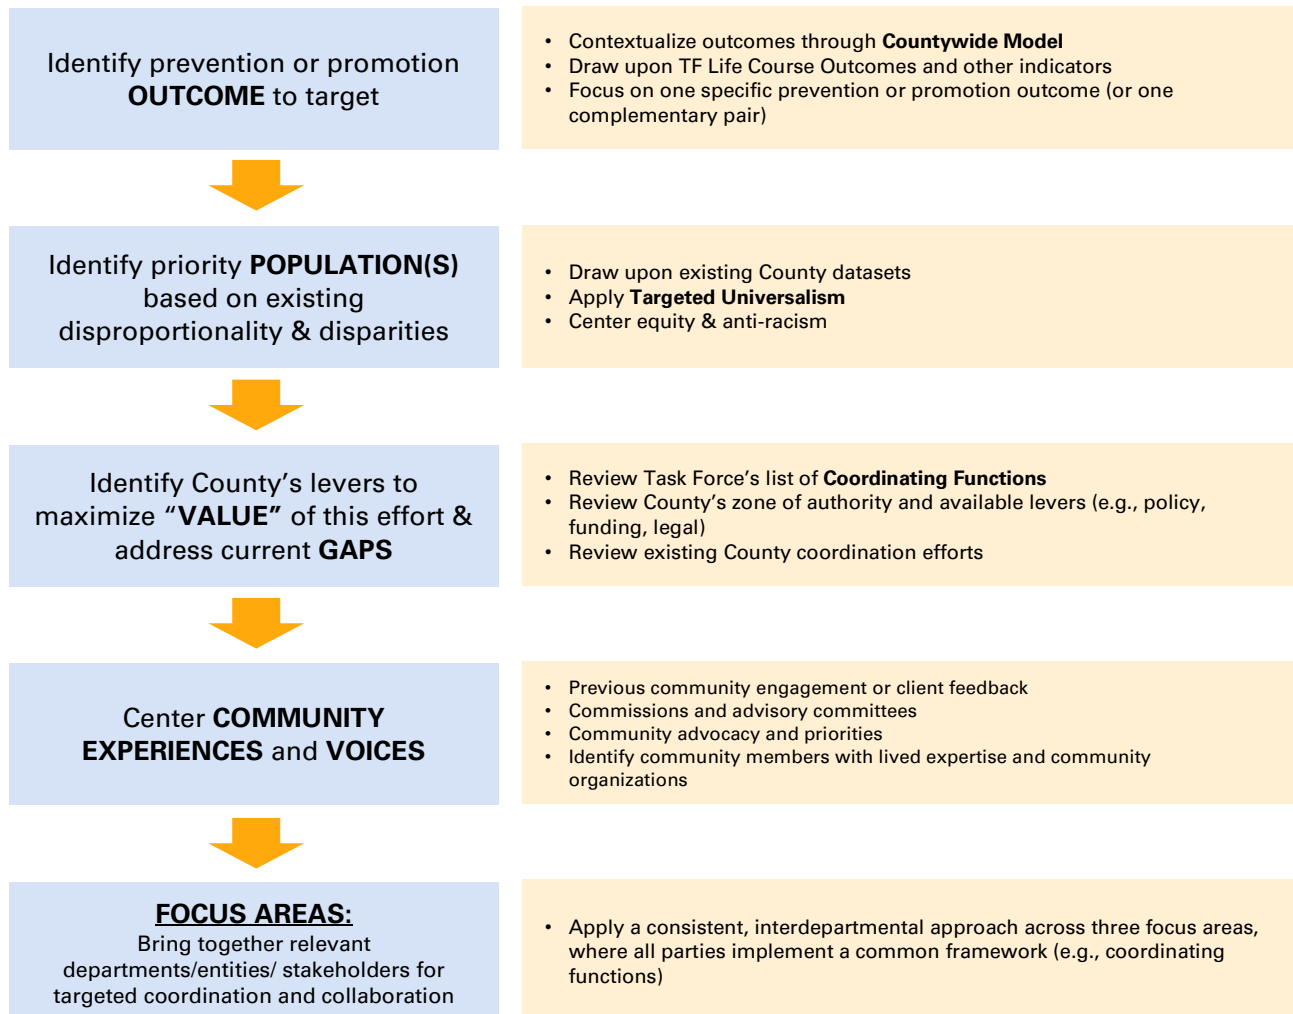 Identify prevention or promotion
OUTCOME to target
• Contextualize outcomes through Countywide Model
• Draw upon TF Life Course Outcomes and other indicators
• Focus on one specific prevention or promotion outcome (or one
complementary pair)
Identify priority POPULATION(S)
based on existing
disproportionality & disparities
• Draw upon existing County datasets
• Apply Targeted Universalism
• Center equity & anti-racism
Identify County’s levers to
maximize “VALUE” of this effort &
address current GAPS
• Review Task Force’s list of Coordinating Functions
• Review County’s zone of authority and available levers (e.g., policy,
funding, legal)
• Review existing County coordination efforts
Center COMMUNITY
EXPERIENCES and VOICES
• Previous community engagement or client feedback
• Commissions and advisory committees
• Community advocacy and priorities
• Identify community members with lived expertise and community
organizations
FOCUS AREAS:
Bring together relevant
departments/entities/ stakeholders for
targeted coordination and collaboration
• Apply a consistent, interdepartmental approach across three focus areas,
where all parties implement a common framework (e.g., coordinating
functions)